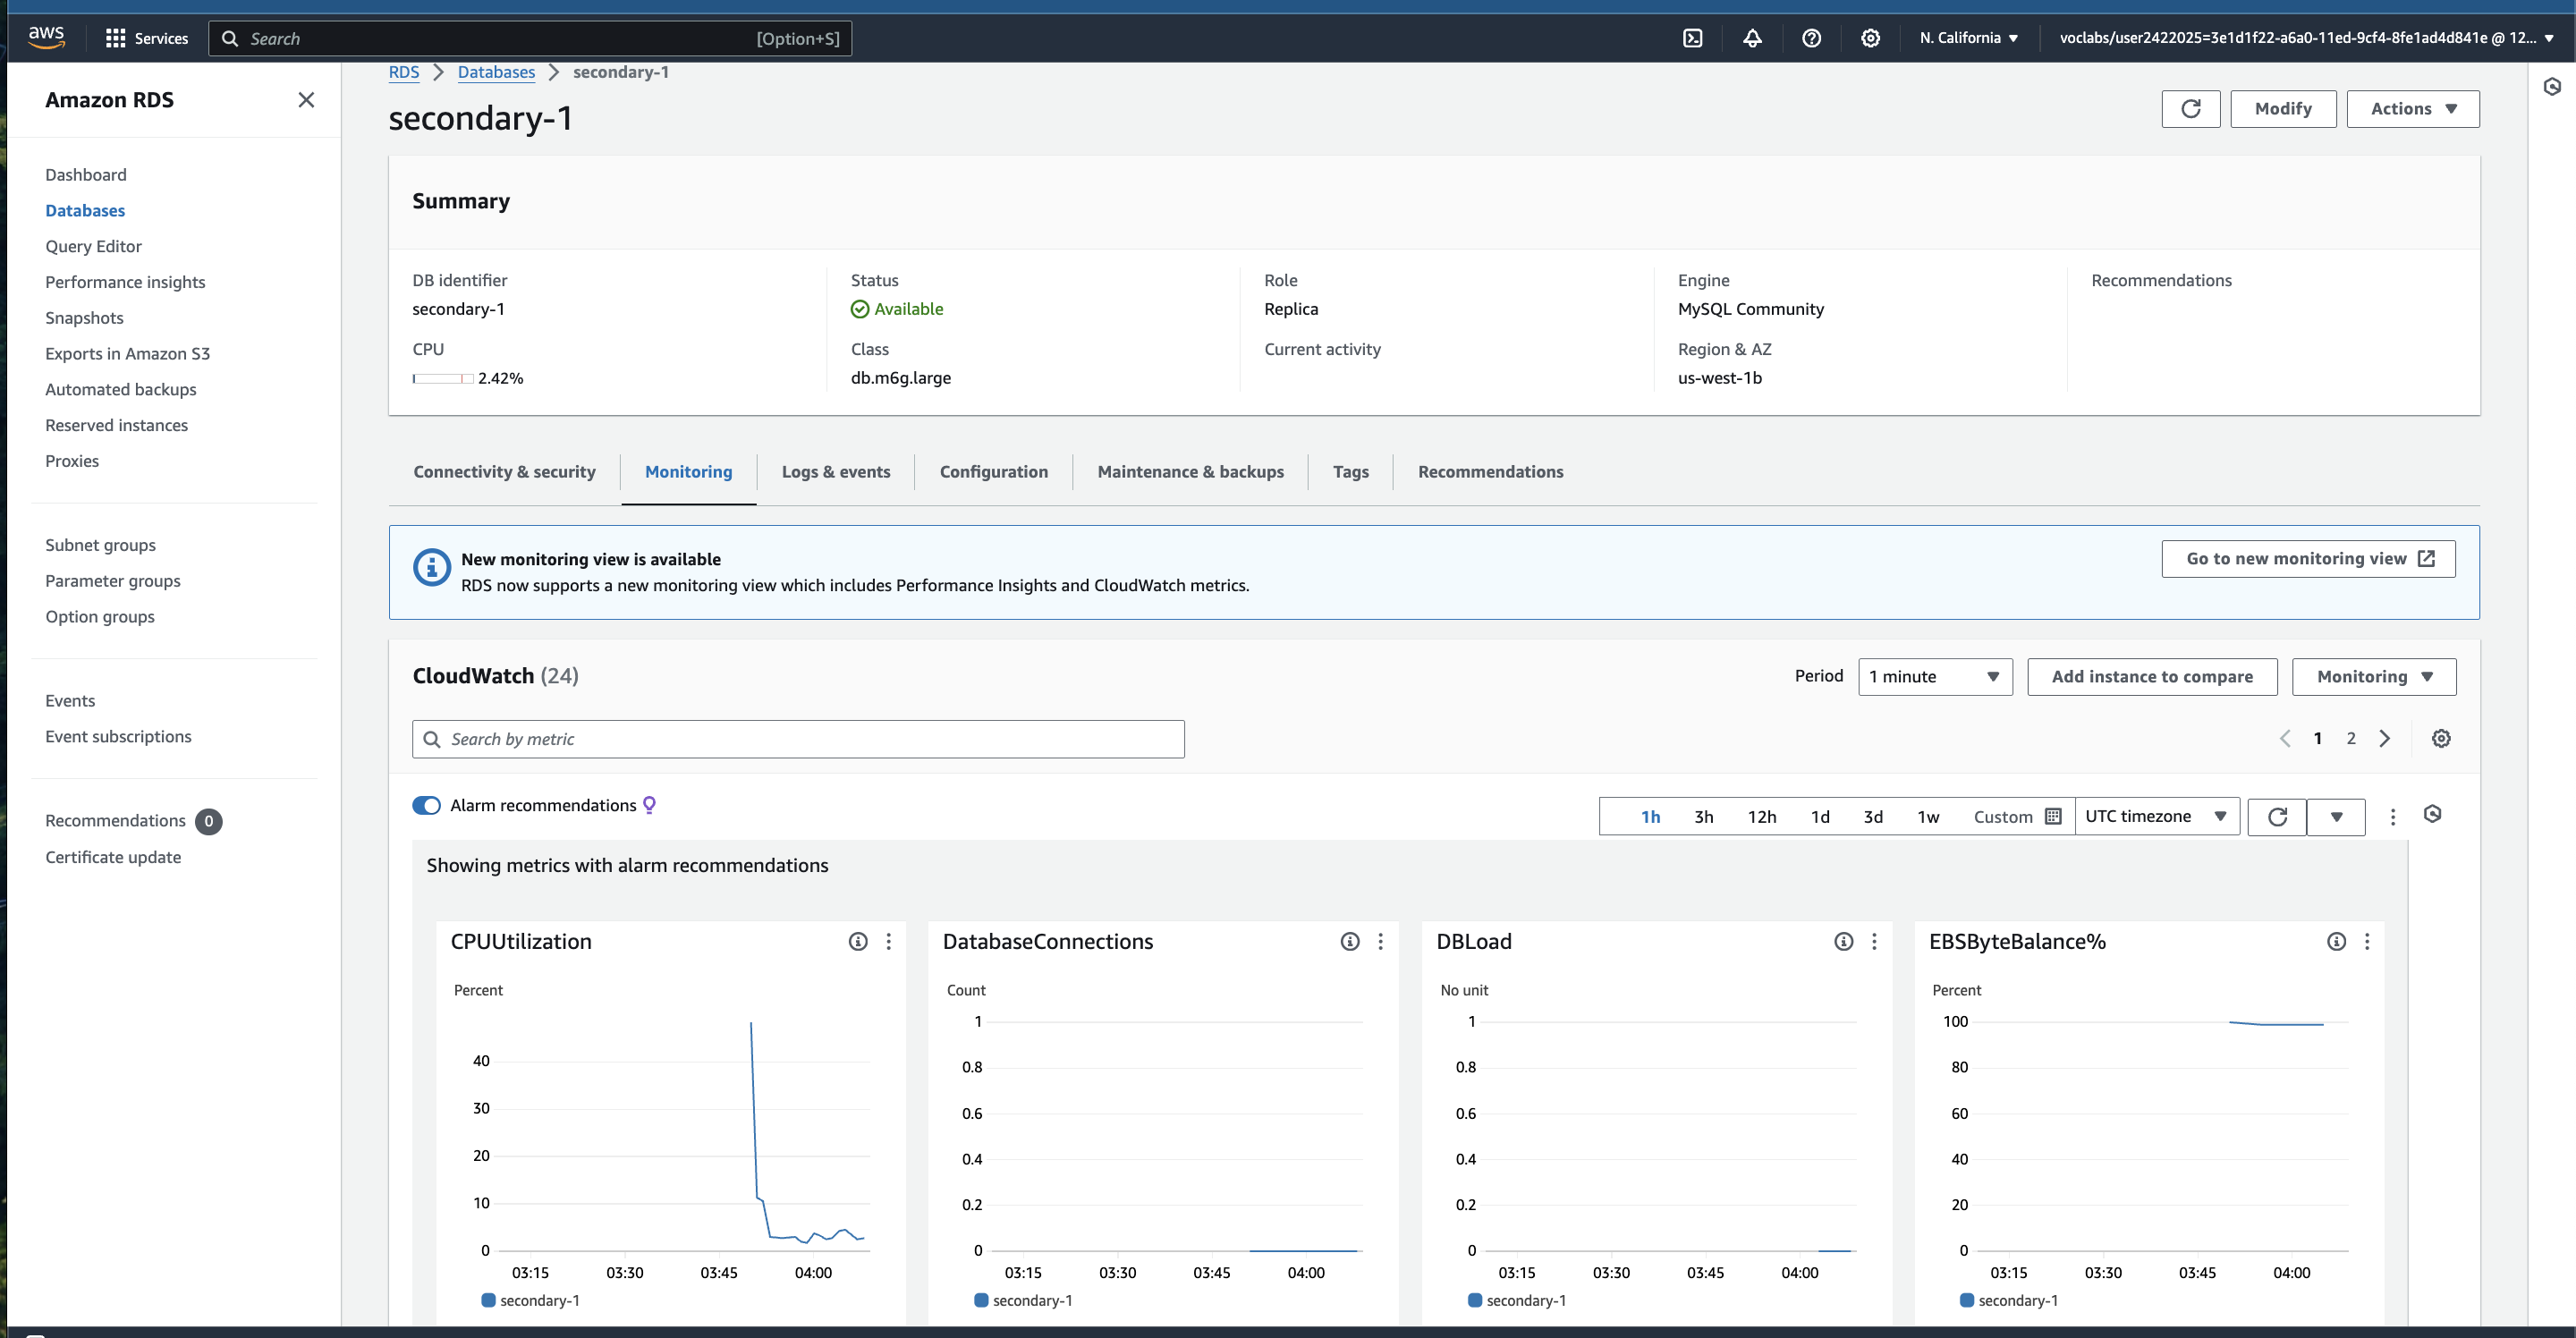 aws
Services
Search
[Option+S]
N. California
voclabs/user2422025=3e1d1f22-a6a0-11ed-9cf4-8fe1ad4d841e @ 12...
Amazon RDS
Dashboard
Databases
Query Editor
Performance insights
Snapshots
Exports in Amazon S3
Automated backups
Reserved instances
Proxies
Subnet groups
Parameter groups
Option groups
Events
Event subscriptions
Recommendations 0
Certificate update
RDS > Databases > secondary-1
secondary-1
Modify
Actions
Summary
DB identifier
secondary-1
Status
Available
Role
Replica
Engine
MySQL Community
Recommendations
CPU
2.42%
Class
db.m6g.large
Current activity
Region & AZ
us-west-1b
Connectivity & security
Monitoring
Logs & events
Configuration
Maintenance & backups
Tags
Recommendations
New monitoring view is available
RDS now supports a new monitoring view which includes Performance Insights and CloudWatch metrics.
Go to new monitoring view
CloudWatch (24)
Period
1 minute
Add instance to compare
Monitoring
Search by metric
1 2
Alarm recommendations
1h 3h 12h 1d 3d 1w Custom
UTC timezone
Showing metrics with alarm recommendations
CPUUtilization
Percent
40
30
20
10
0
03:15 03:30 03:45 04:00
secondary-1
DatabaseConnections
Count
1
0.8
0.6
0.4
0.2
0
03:15 03:30 03:45 04:00
secondary-1
DBLoad
No unit
1
0.8
0.6
0.4
0.2
0
03:15 03:30 03:45 04:00
secondary-1
EBSByteBalance%
Percent
100
80
60
40
20
0
03:15 03:30 03:45 04:00
secondary-1